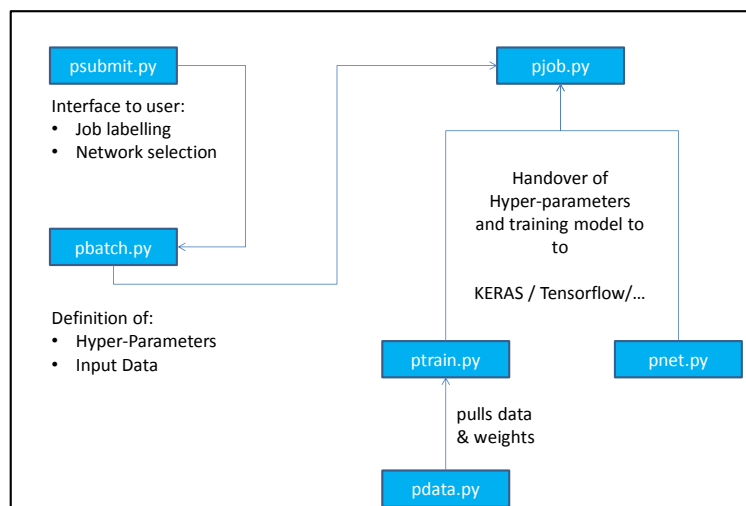 psubmit.py
Interface to user:
• Job labelling
• Network selection
pbatch.py
Definition of:
• Hyper-Parameters
• Input Data
pjob.py
Handover of
Hyper-parameters
and training model to
to
KERAS / Tensorflow/...
ptrain.py
pnet.py
pulls data
& weights
pdata.py